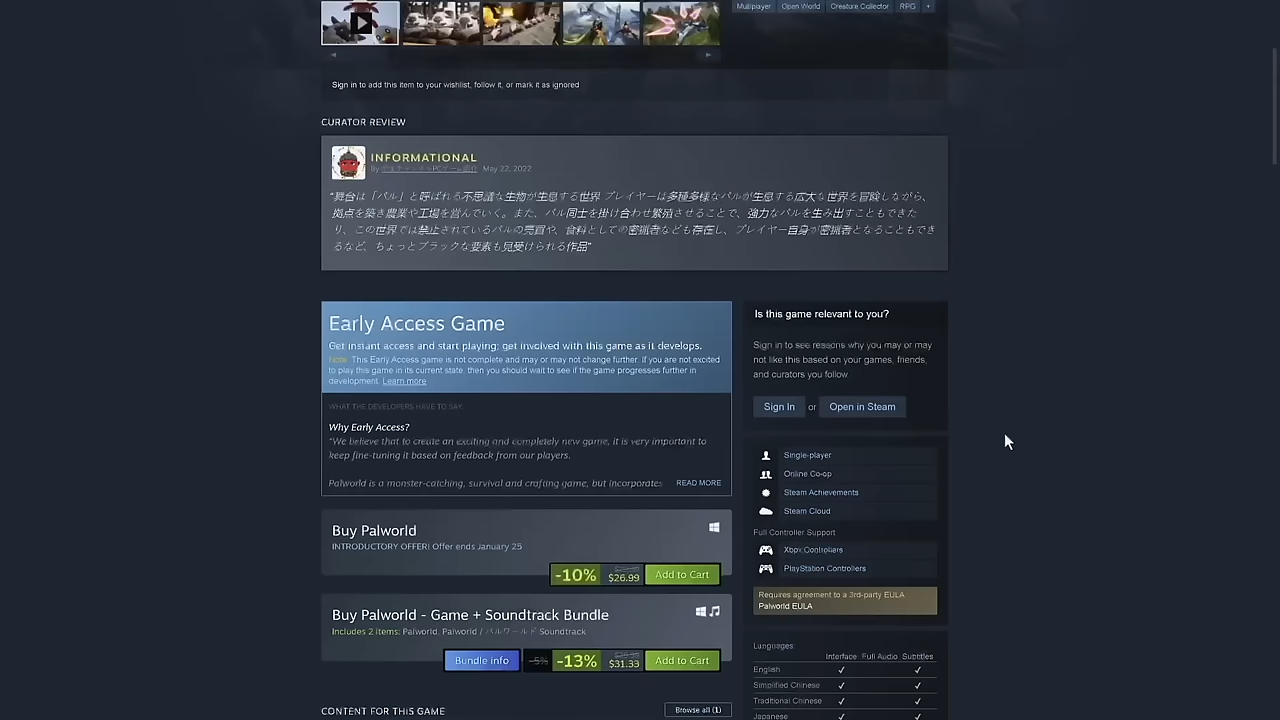 Multiplayer Open World Creature Collector RPG +
Sign in to add this item to your wishlist, follow it, or mark it as ignored
CURATOR REVIEW
INFORMATIONAL
By May 22, 2022
“舞台は「パル」と呼ばれる不思議な生物が生息する世界 プレイヤーは多種多様なパルが生息する広大な世界を冒険しながら、
拠点を築き農業や工場を営んでいく。また、パル同士を掛け合わせ繁殖させることで、強力なパルを生み出すこともできた
り、この世界では禁止されているパルの売買や、食料としての密猟者なども存在し、プレイヤー自身が密猟者となることもでき
るなど、ちょっとブラックな要素も見受けられる作品”
Early Access Game
Get instant access and start playing; get involved with this game as it develops.
Note: This Early Access game is not complete and may or may not change further. If you are not excited
to play this game in its current state, then you should wait to see if the game progresses further in
development. Learn more
WHAT THE DEVELOPERS HAVE TO SAY:
Why Early Access?
“We believe that to create an exciting and completely new game, it is very important to
keep fine-tuning it based on feedback from our players.
Palworld is a monster-catching, survival and crafting game, but incorporates
READ MORE
Buy Palworld
INTRODUCTORY OFFER! Offer ends January 25
-10% $26.99 Add to Cart
Buy Palworld - Game + Soundtrack Bundle
Includes 2 items: Palworld, Palworld / パルワールド Soundtrack
Bundle info -5% -13% $31.33 Add to Cart
CONTENT FOR THIS GAME
Browse all (1)
Is this game relevant to you?
Sign in to see reasons why you may or may
not like this based on your games, friends,
and curators you follow.
Sign In or Open in Steam
Single-player
Online Co-op
Steam Achievements
Steam Cloud
Full Controller Support
Xbox Controllers
PlayStation Controllers
Requires agreement to a 3rd-party EULA
Palworld EULA
Languages:
Interface Full Audio Subtitles
English ✓ ✓
Simplified Chinese ✓ ✓
Traditional Chinese ✓ ✓
Japanese ✓ ✓